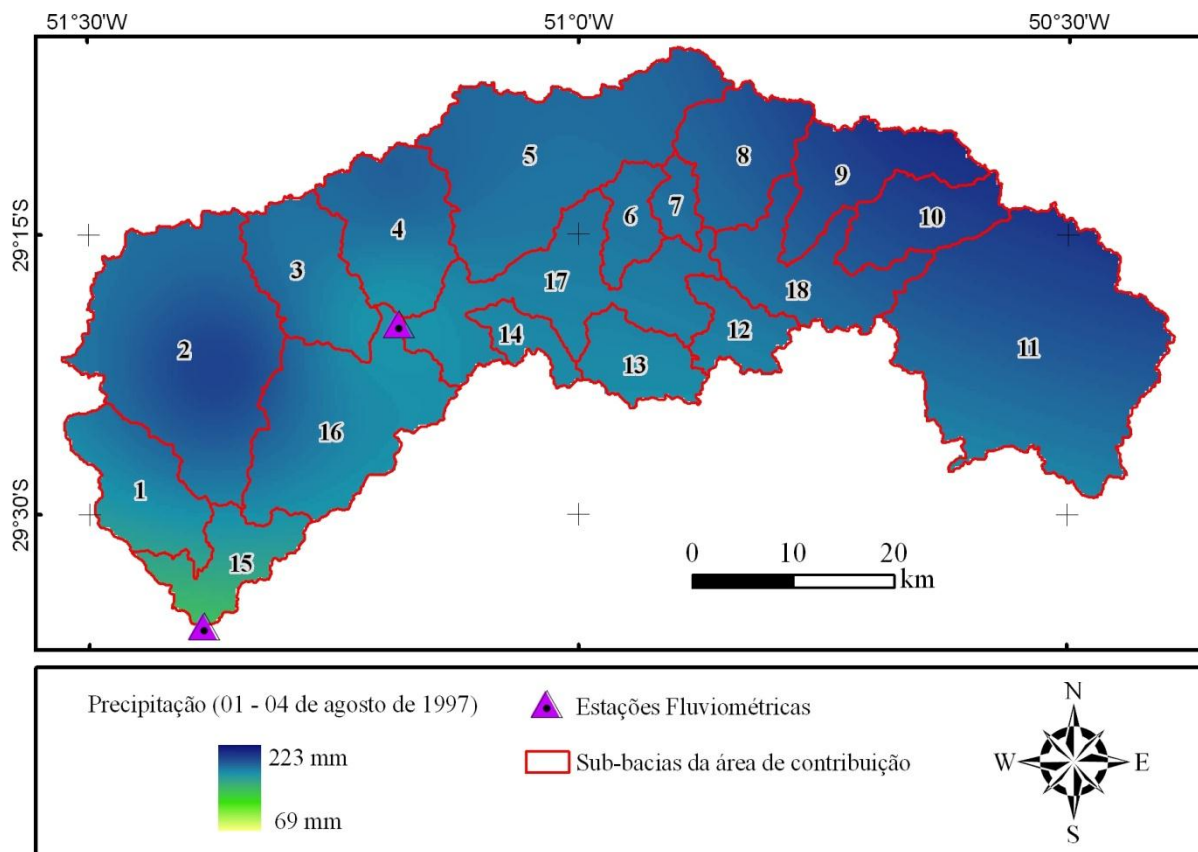 51°30'W 51°0'W 50°30'W
29°15'S
29°30'S
5
8
9
6
7
10
4
3
17
18
14
12
2
13
11
16
1
15
0 10 20
km
Precipitação (01 - 04 de agosto de 1997)
223 mm
69 mm
Estações Fluviométricas
Sub-bacias da área de contribuição
N
W E
S